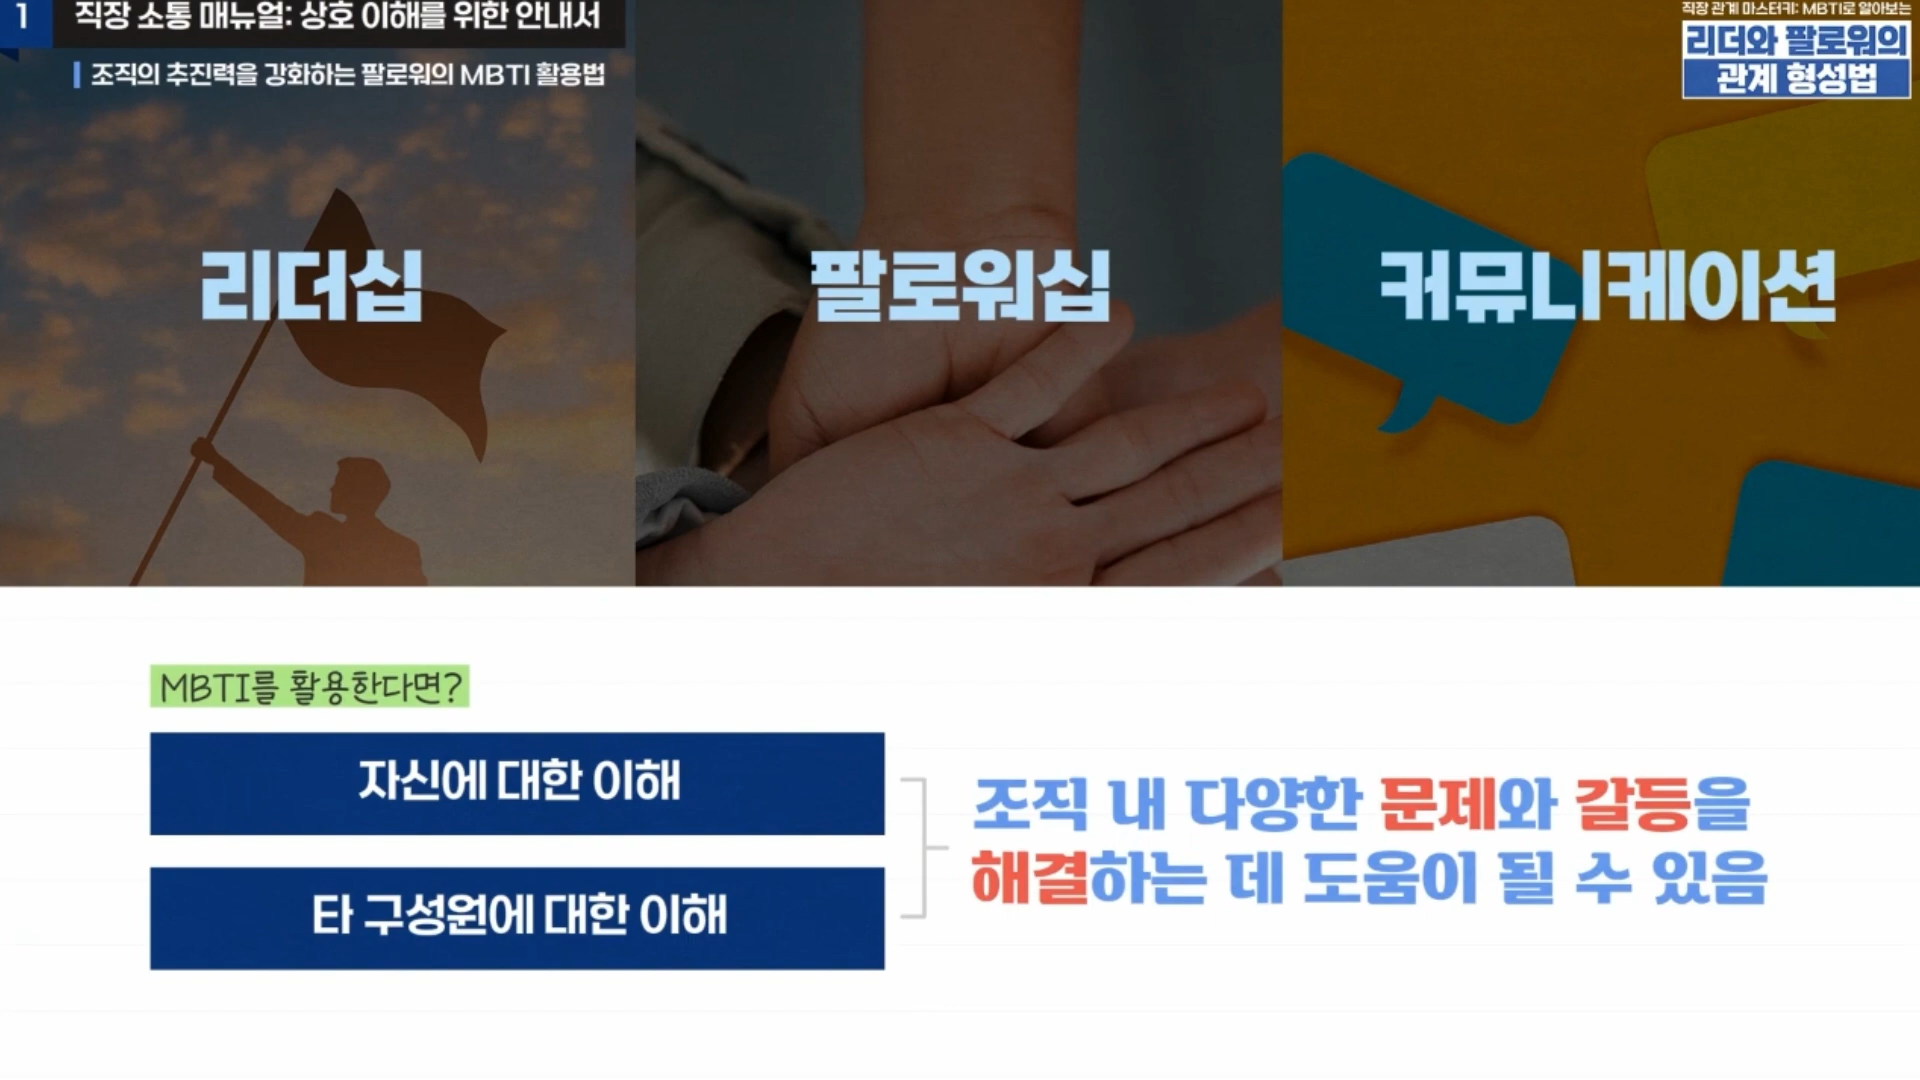 1
직장 소통 매뉴얼: 상호 이해를 위한 안내서
조직의 추진력을 강화하는 팔로워의 MBTI 활용법
직장 관계 마스터키: MBTI로 알아보는
리더와 팔로워의
관계 형성법
리더십
팔로워십
커뮤니케이션
MBTI를 활용한다면?
자신에 대한 이해
타 구성원에 대한 이해
조직 내 다양한 문제와 갈등을
해결하는 데 도움이 될 수 있음